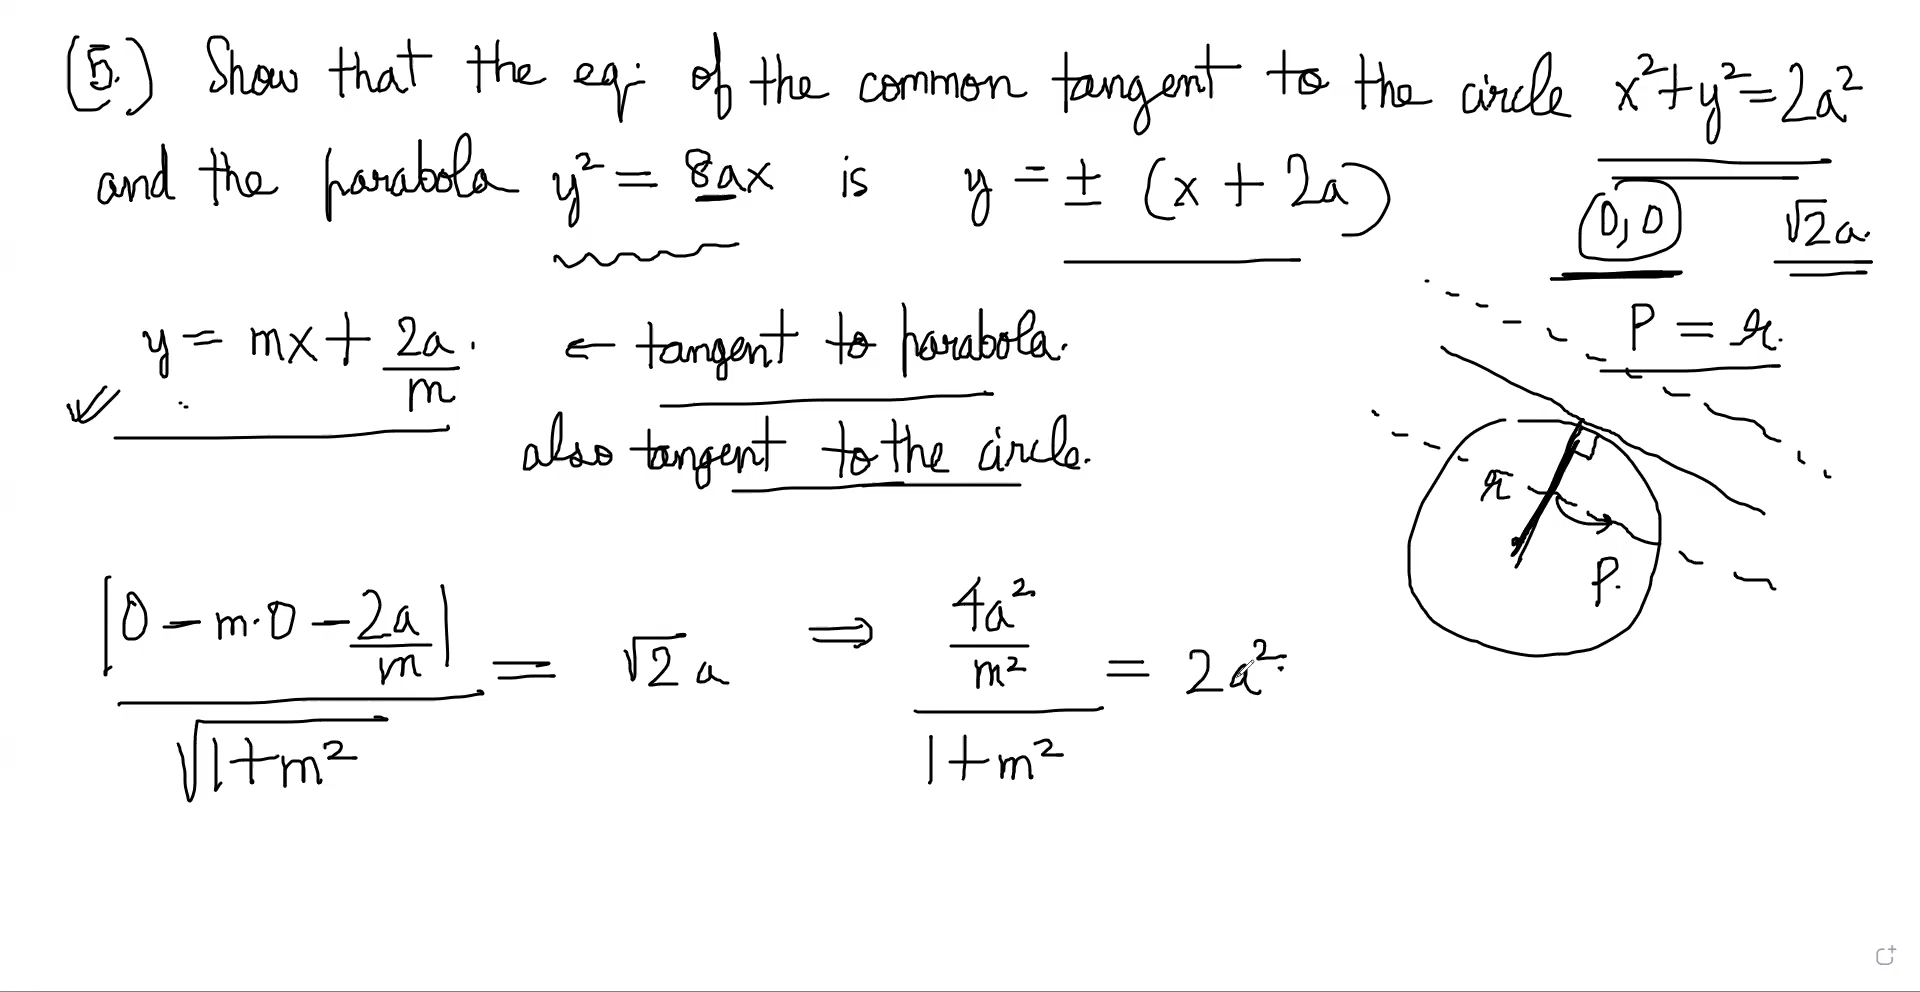 (5.) Show that the eq. of the common tangent to the circle x²+y²=2a²
and the parabola y² = 8ax is y = ± (x + 2a)
0,0 √2a.
P = r.
y = mx + 2a/m. ← tangent to parabola.
also tangent to the circle.
r
P.
|0 - m·0 - 2a/m| / √1+m² = √2 a ⇒ 4a²/m² / 1+m² = 2a².